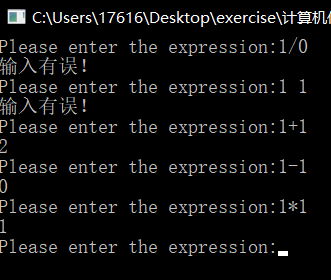 C:\Users\17616\Desktop\exercise\计算机
Please enter the expression:1/0
输入有误！
Please enter the expression:1 1
输入有误！
Please enter the expression:1+1
2
Please enter the expression:1-1
0
Please enter the expression:1*1
1
Please enter the expression: